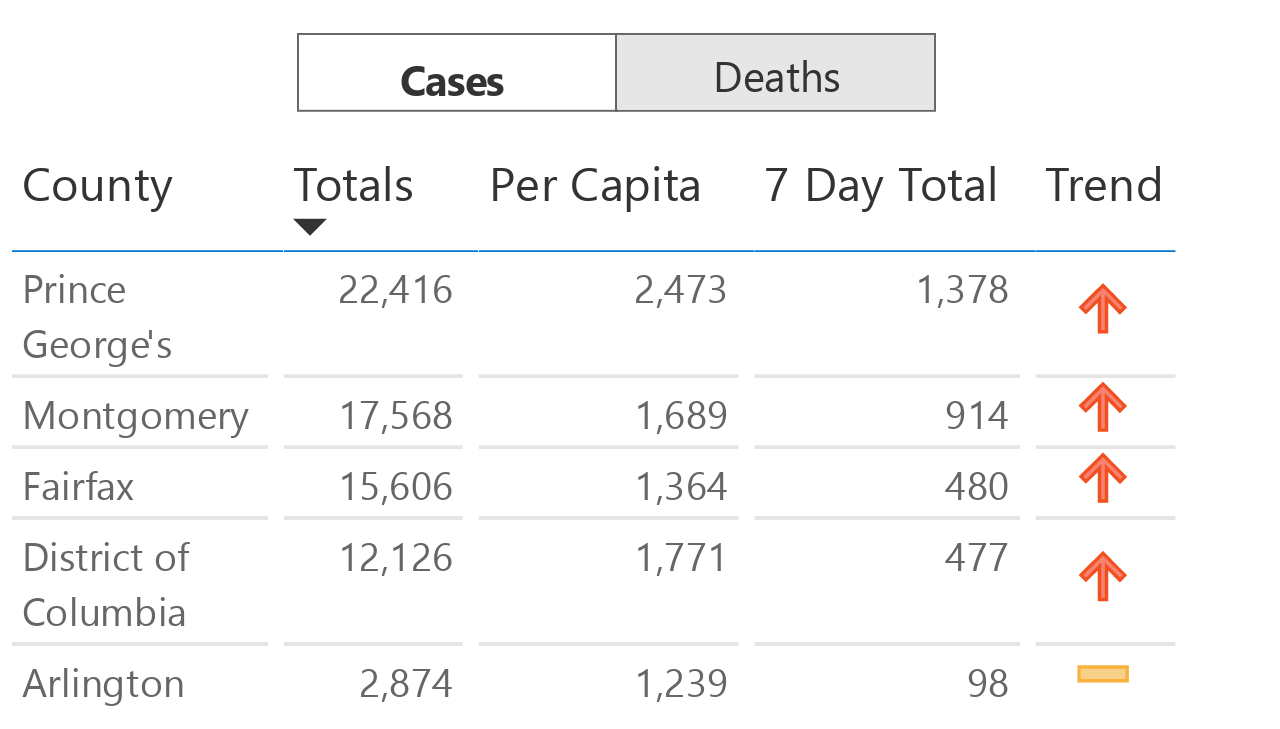 Cases Deaths
County Totals Per Capita 7 Day Total Trend
Prince 22,416 2,473 1,378
George's
Montgomery 17,568 1,689 914
Fairfax 15,606 1,364 480
District of 12,126 1,771 477
Columbia
Arlington 2,874 1,239 98